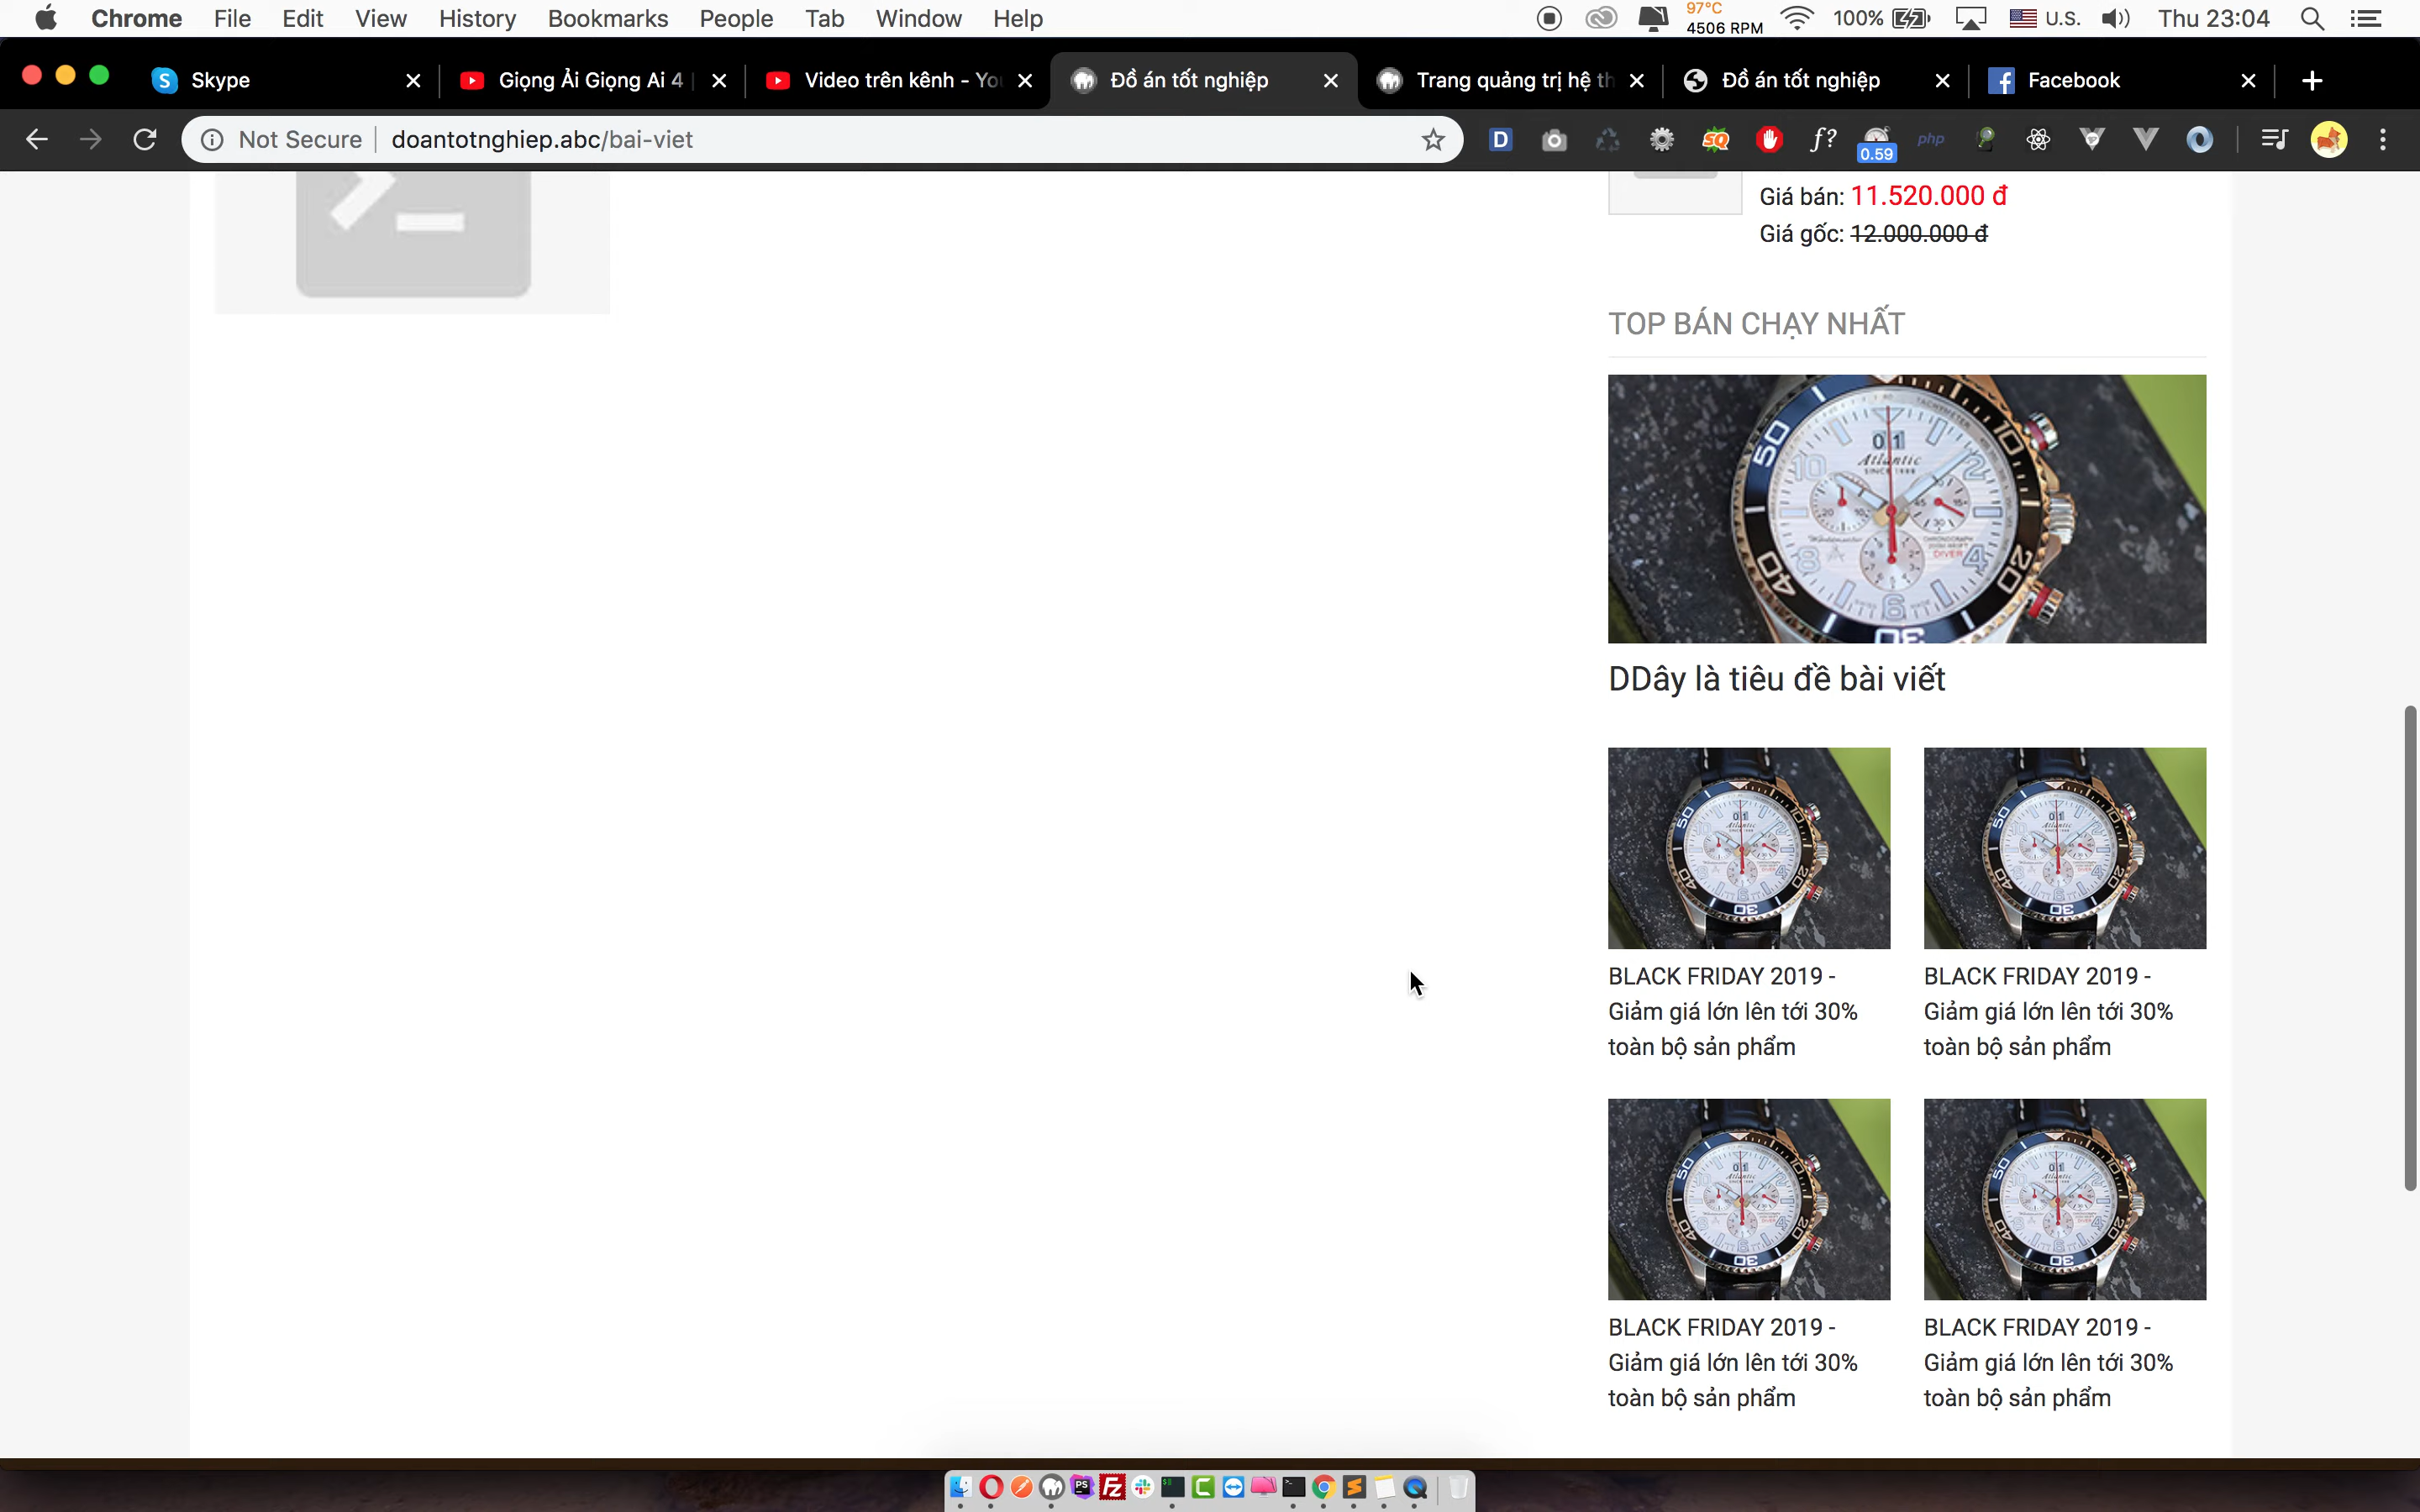 Chrome File Edit View History Bookmarks People Tab Window Help
97°C
4506 RPM
100%
U.S.
Thu 23:04
Skype
Giọng Ải Giọng Ai 4 |
Video trên kênh - You
Đồ án tốt nghiệp
Trang quảng trị hệ th
Đồ án tốt nghiệp
Facebook
Not Secure
doantotnghiep.abc/bai-viet
0.59
Giá bán: 11.520.000 đ
Giá gốc: 12.000.000 đ
TOP BÁN CHẠY NHẤT
DDây là tiêu đề bài viết
BLACK FRIDAY 2019 -
Giảm giá lớn lên tới 30%
toàn bộ sản phẩm
BLACK FRIDAY 2019 -
Giảm giá lớn lên tới 30%
toàn bộ sản phẩm
BLACK FRIDAY 2019 -
Giảm giá lớn lên tới 30%
toàn bộ sản phẩm
BLACK FRIDAY 2019 -
Giảm giá lớn lên tới 30%
toàn bộ sản phẩm